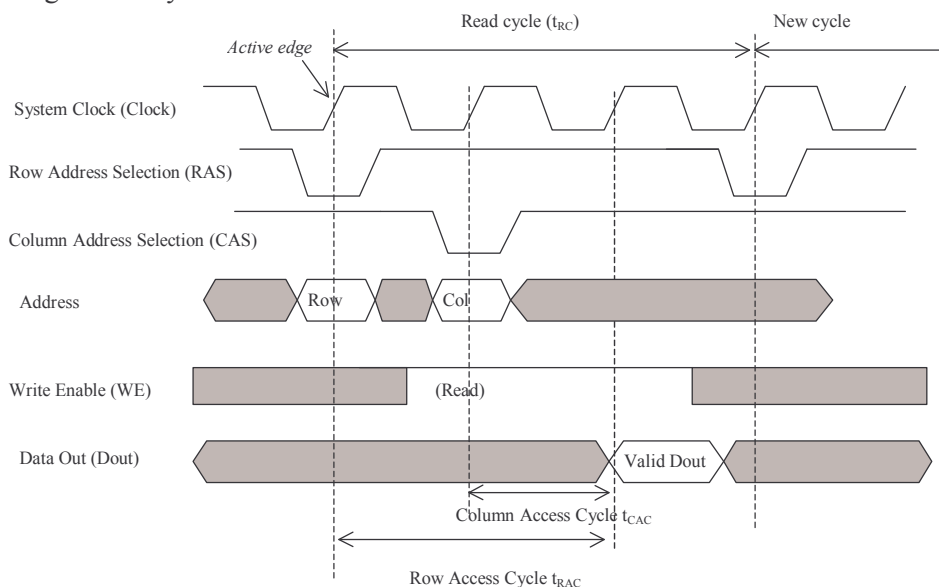 Read cycle (tRC)
New cycle
Active edge
System Clock (Clock)
Row Address Selection (RAS)
Column Address Selection (CAS)
Address
Row
Col
Write Enable (WE)
(Read)
Data Out (Dout)
Valid Dout
Column Access Cycle tCAC
Row Access Cycle tRAC